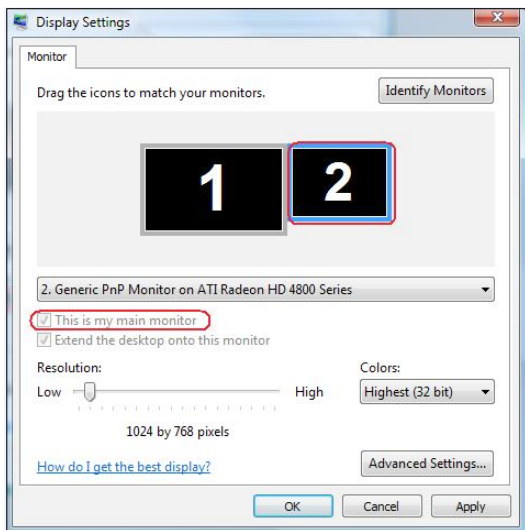 Display Settings
Monitor
Drag the icons to match your monitors.
Identify Monitors
1
2
2. Generic PnP Monitor on ATI Radeon HD 4800 Series
This is my main monitor
Extend the desktop onto this monitor
Resolution:
Colors:
Low
High
Highest (32 bit)
1024 by 768 pixels
How do I get the best display?
Advanced Settings...
OK
Cancel
Apply